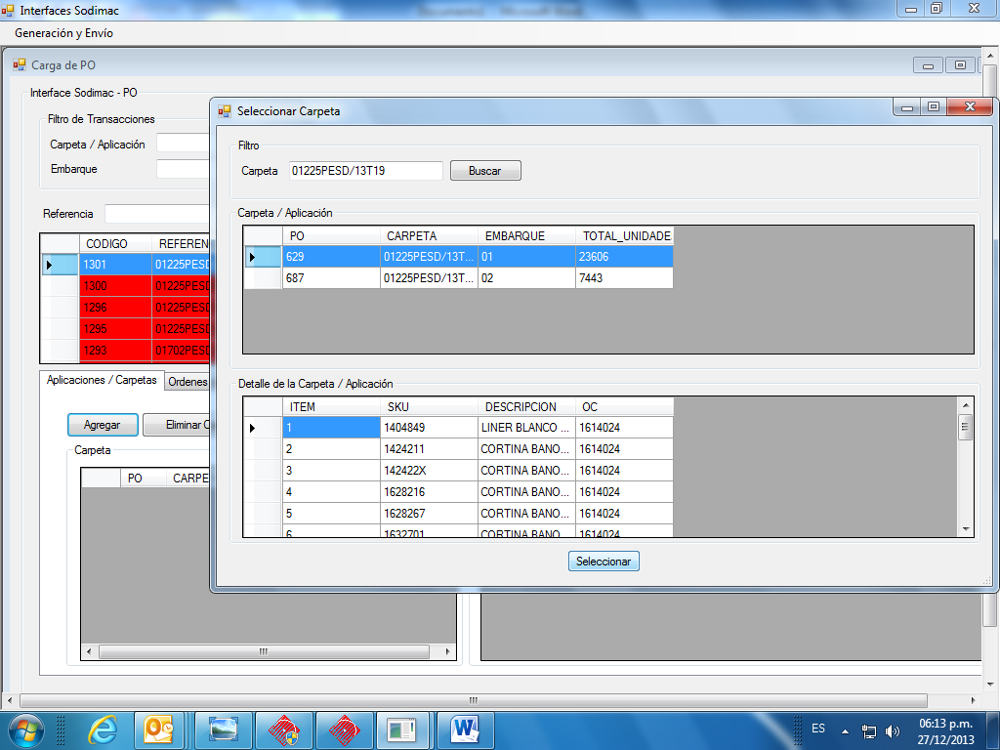 Interfaces Sodimac
Generación y Envío
Carga de PO
Interface Sodimac - PO
Filtro de Transacciones
Carpeta / Aplicación
Embarque
Referencia
CODIGO REFEREN
1301 01225PESD
1300 01225PESD
1296 01225PESD
1295 01225PESD
1293 01702PESD
Aplicaciones / Carpetas Ordenes
Agregar Eliminar C
Carpeta
PO CARPE
Seleccionar Carpeta
Filtro
Carpeta 01225PESD/13T19 Buscar
Carpeta / Aplicación
PO CARPETA EMBARQUE TOTAL_UNIDADE
629 01225PESD/13T... 01 23606
687 01225PESD/13T... 02 7443
Detalle de la Carpeta / Aplicación
ITEM SKU DESCRIPCION OC
1 1404849 LINER BLANCO ... 1614024
2 1424211 CORTINA BANO... 1614024
3 142422X CORTINA BANO... 1614024
4 1628216 CORTINA BANO... 1614024
5 1628267 CORTINA BANO... 1614024
6 1632701 CORTINA BANO... 1614024
Seleccionar
ES 06:13 p.m.
27/12/2013